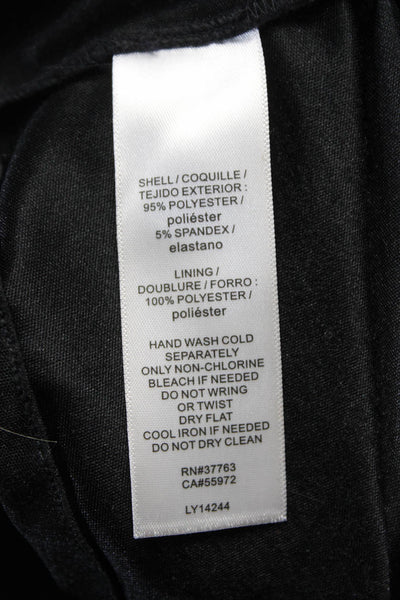 SHELL / COQUILLE /
TEJIDO EXTERIOR :
95% POLYESTER /
poliéster
5% SPANDEX /
elastano
LINING /
DOUBLURE / FORRO :
100% POLYESTER /
poliéster
HAND WASH COLD
SEPARATELY
ONLY NON-CHLORINE
BLEACH IF NEEDED
DO NOT WRING
OR TWIST
DRY FLAT
COOL IRON IF NEEDED
DO NOT DRY CLEAN
RN#37763
CA#55972
LY14244